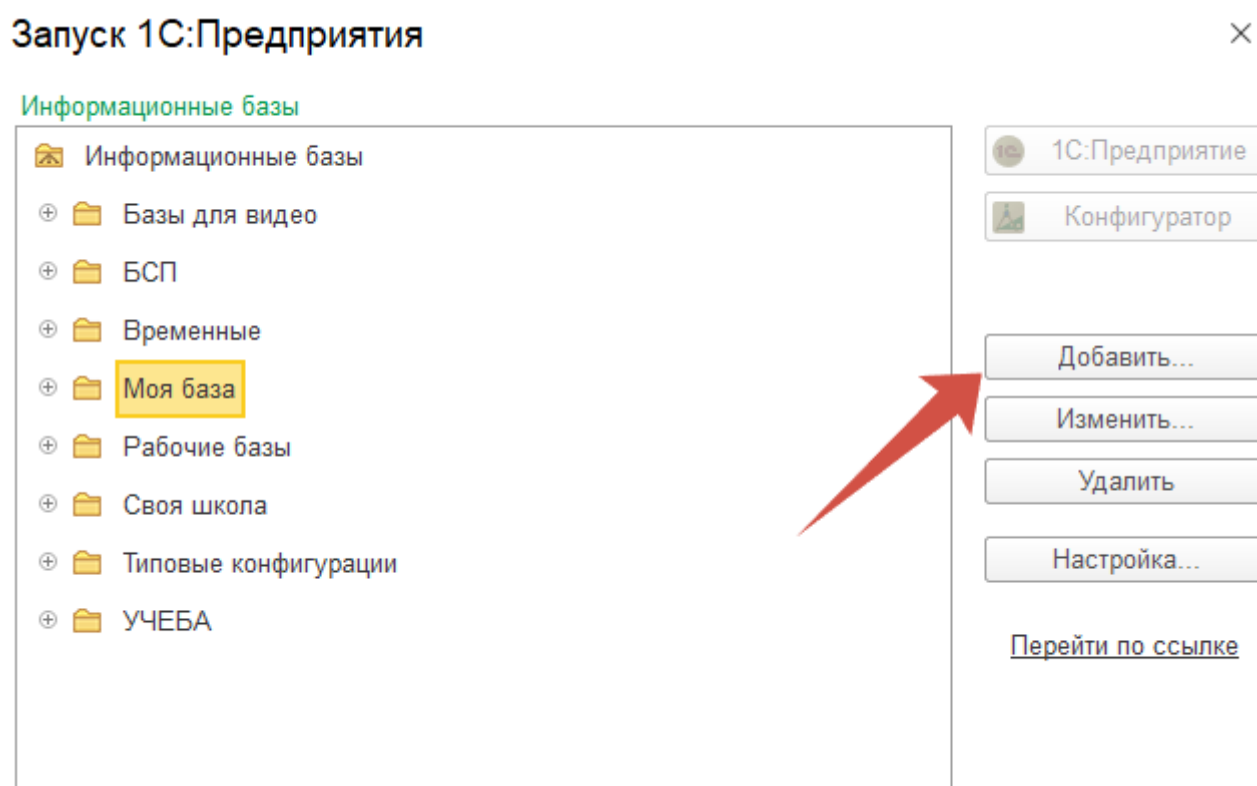 Запуск 1С:Предприятия
Информационные базы
Информационные базы
Базы для видео
БСП
Временные
Моя база
Рабочие базы
Своя школа
Типовые конфигурации
УЧЕБА
1С:Предприятие
Конфигуратор
Добавить...
Изменить...
Удалить
Настройка...
Перейти по ссылке